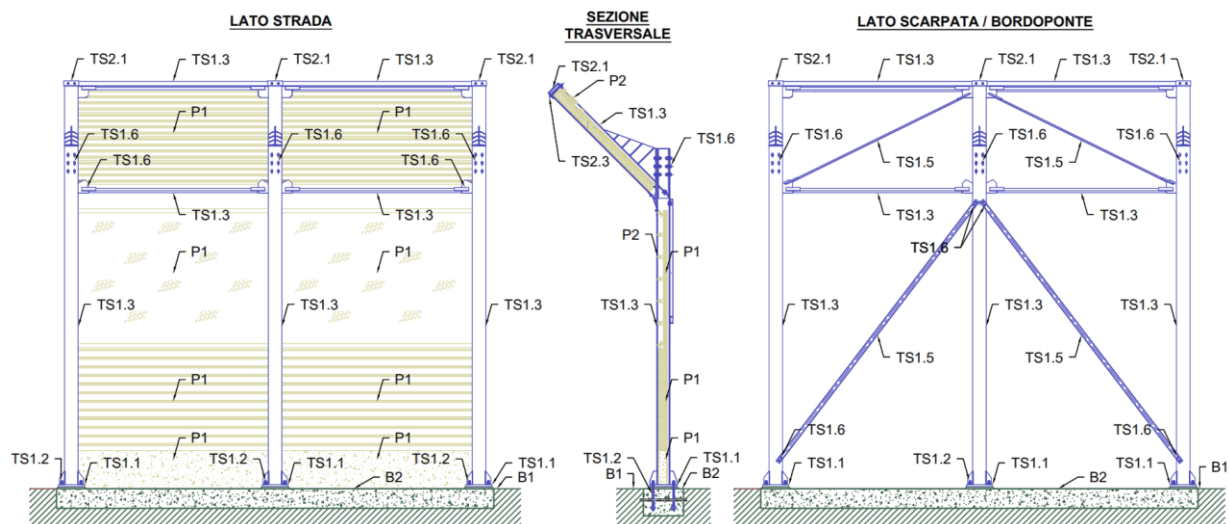 LATO STRADA
TS2.1 TS1.3 TS2.1 TS1.3 TS2.1
P1 P1
TS1.6 TS1.6 TS1.6
TS1.6 TS1.6
TS1.3 TS1.3
P1 P1
TS1.3 TS1.3 TS1.3
P1 P1
P1 P1
TS1.2 TS1.1 TS1.2 TS1.1 TS1.2 TS1.1
B2 B1
SEZIONE
TRASVERSALE
TS2.1
P2
TS1.3
TS1.6
TS2.3
P2 P1
TS1.3
P1
P1
TS1.2 TS1.1
B1 B2
LATO SCARPATA / BORDOPONTE
TS2.1 TS1.3 TS2.1 TS1.3 TS2.1
TS1.6 TS1.6 TS1.6
TS1.5 TS1.5
TS1.3 TS1.3
TS1.6
TS1.3 TS1.3 TS1.3
TS1.5 TS1.5
TS1.6 TS1.6
TS1.1 TS1.2 TS1.1 TS1.1
B2 B1